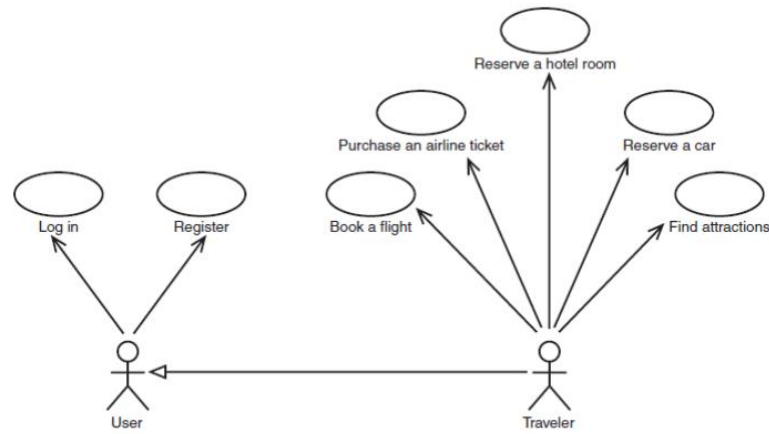 Reserve a hotel room
Purchase an airline ticket
Reserve a car
Log in
Register
Book a flight
Find attractions
User
Traveler